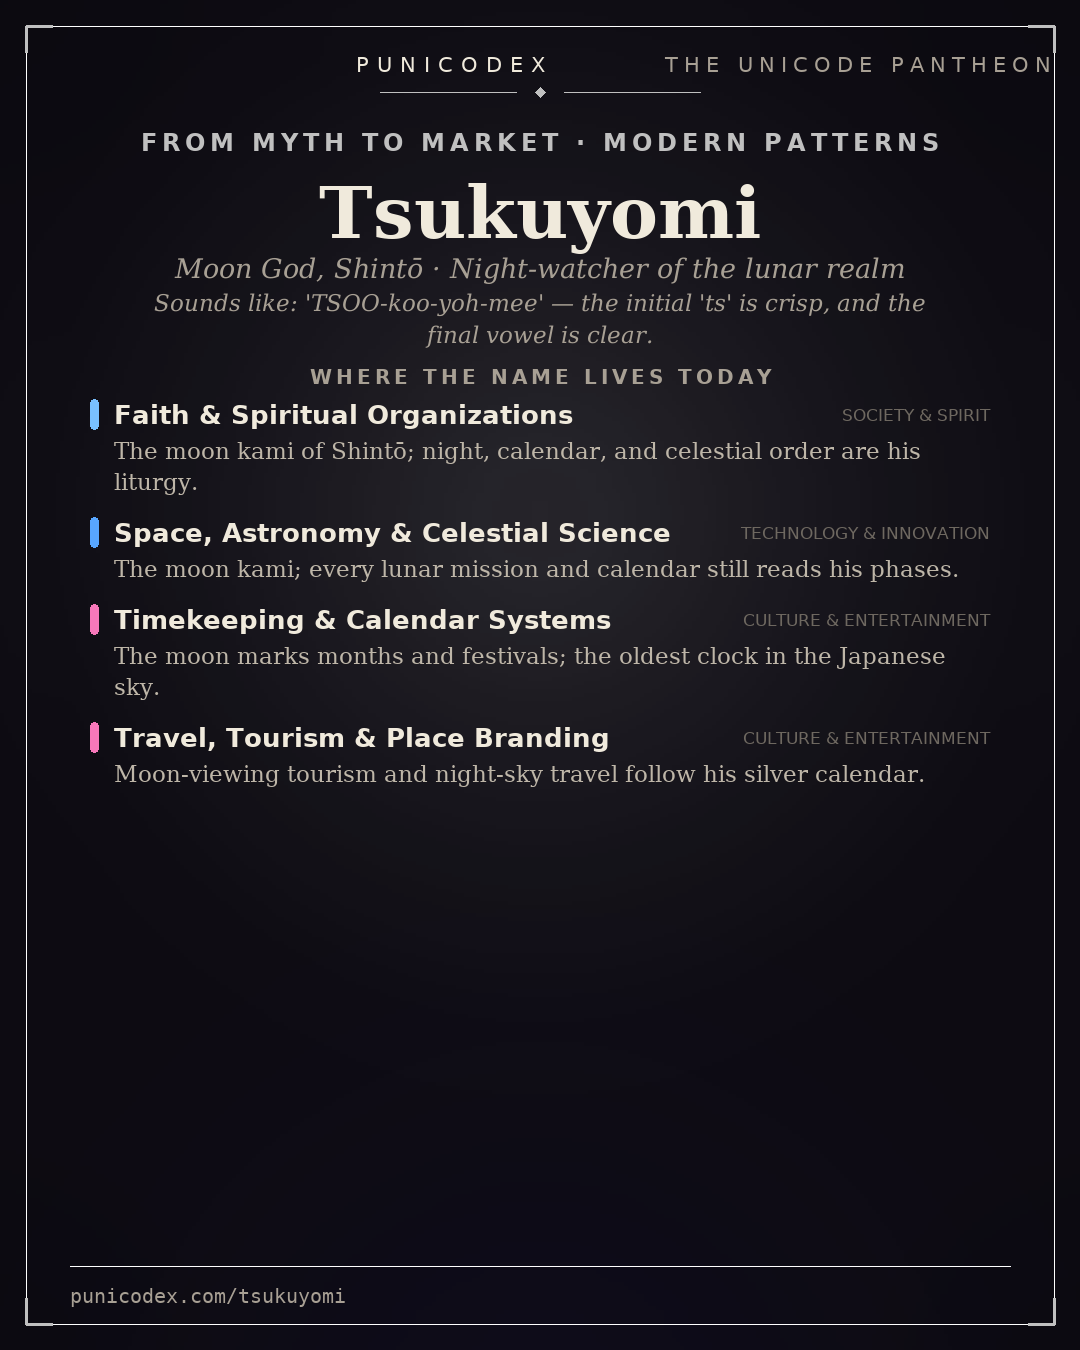 PUNICODEX THE UNICODE PANTHEON
FROM MYTH TO MARKET · MODERN PATTERNS
Tsukuyomi
Moon God, Shintō · Night-watcher of the lunar realm
Sounds like: 'TSOO-koo-yoh-mee' — the initial 'ts' is crisp, and the
final vowel is clear.
WHERE THE NAME LIVES TODAY
Faith & Spiritual Organizations SOCIETY & SPIRIT
The moon kami of Shintō; night, calendar, and celestial order are his
liturgy.
Space, Astronomy & Celestial Science TECHNOLOGY & INNOVATION
The moon kami; every lunar mission and calendar still reads his phases.
Timekeeping & Calendar Systems CULTURE & ENTERTAINMENT
The moon marks months and festivals; the oldest clock in the Japanese
sky.
Travel, Tourism & Place Branding CULTURE & ENTERTAINMENT
Moon-viewing tourism and night-sky travel follow his silver calendar.
punicodex.com/tsukuyomi